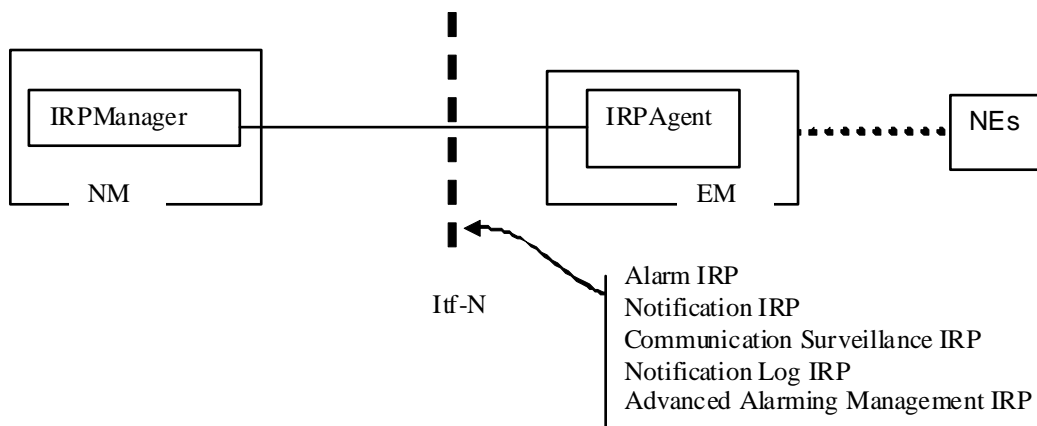 IRPManager
NM
IRPAgent
EM
NEs
Itf-N
Alarm IRP
Notification IRP
Communication Surveillance IRP
Notification Log IRP
Advanced Alarming Management IRP